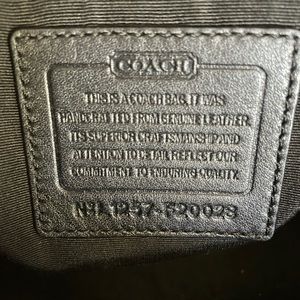 COACH
THIS IS A COACH BAG. IT WAS
HANDCRAFTED FROM GENUINE LEATHER.
ITS SUPERIOR CRAFTSMANSHIP AND
ATTENTION TO DETAIL REFLECT OUR
COMMITMENT TO ENDURING QUALITY.
Nº L1257-F20028